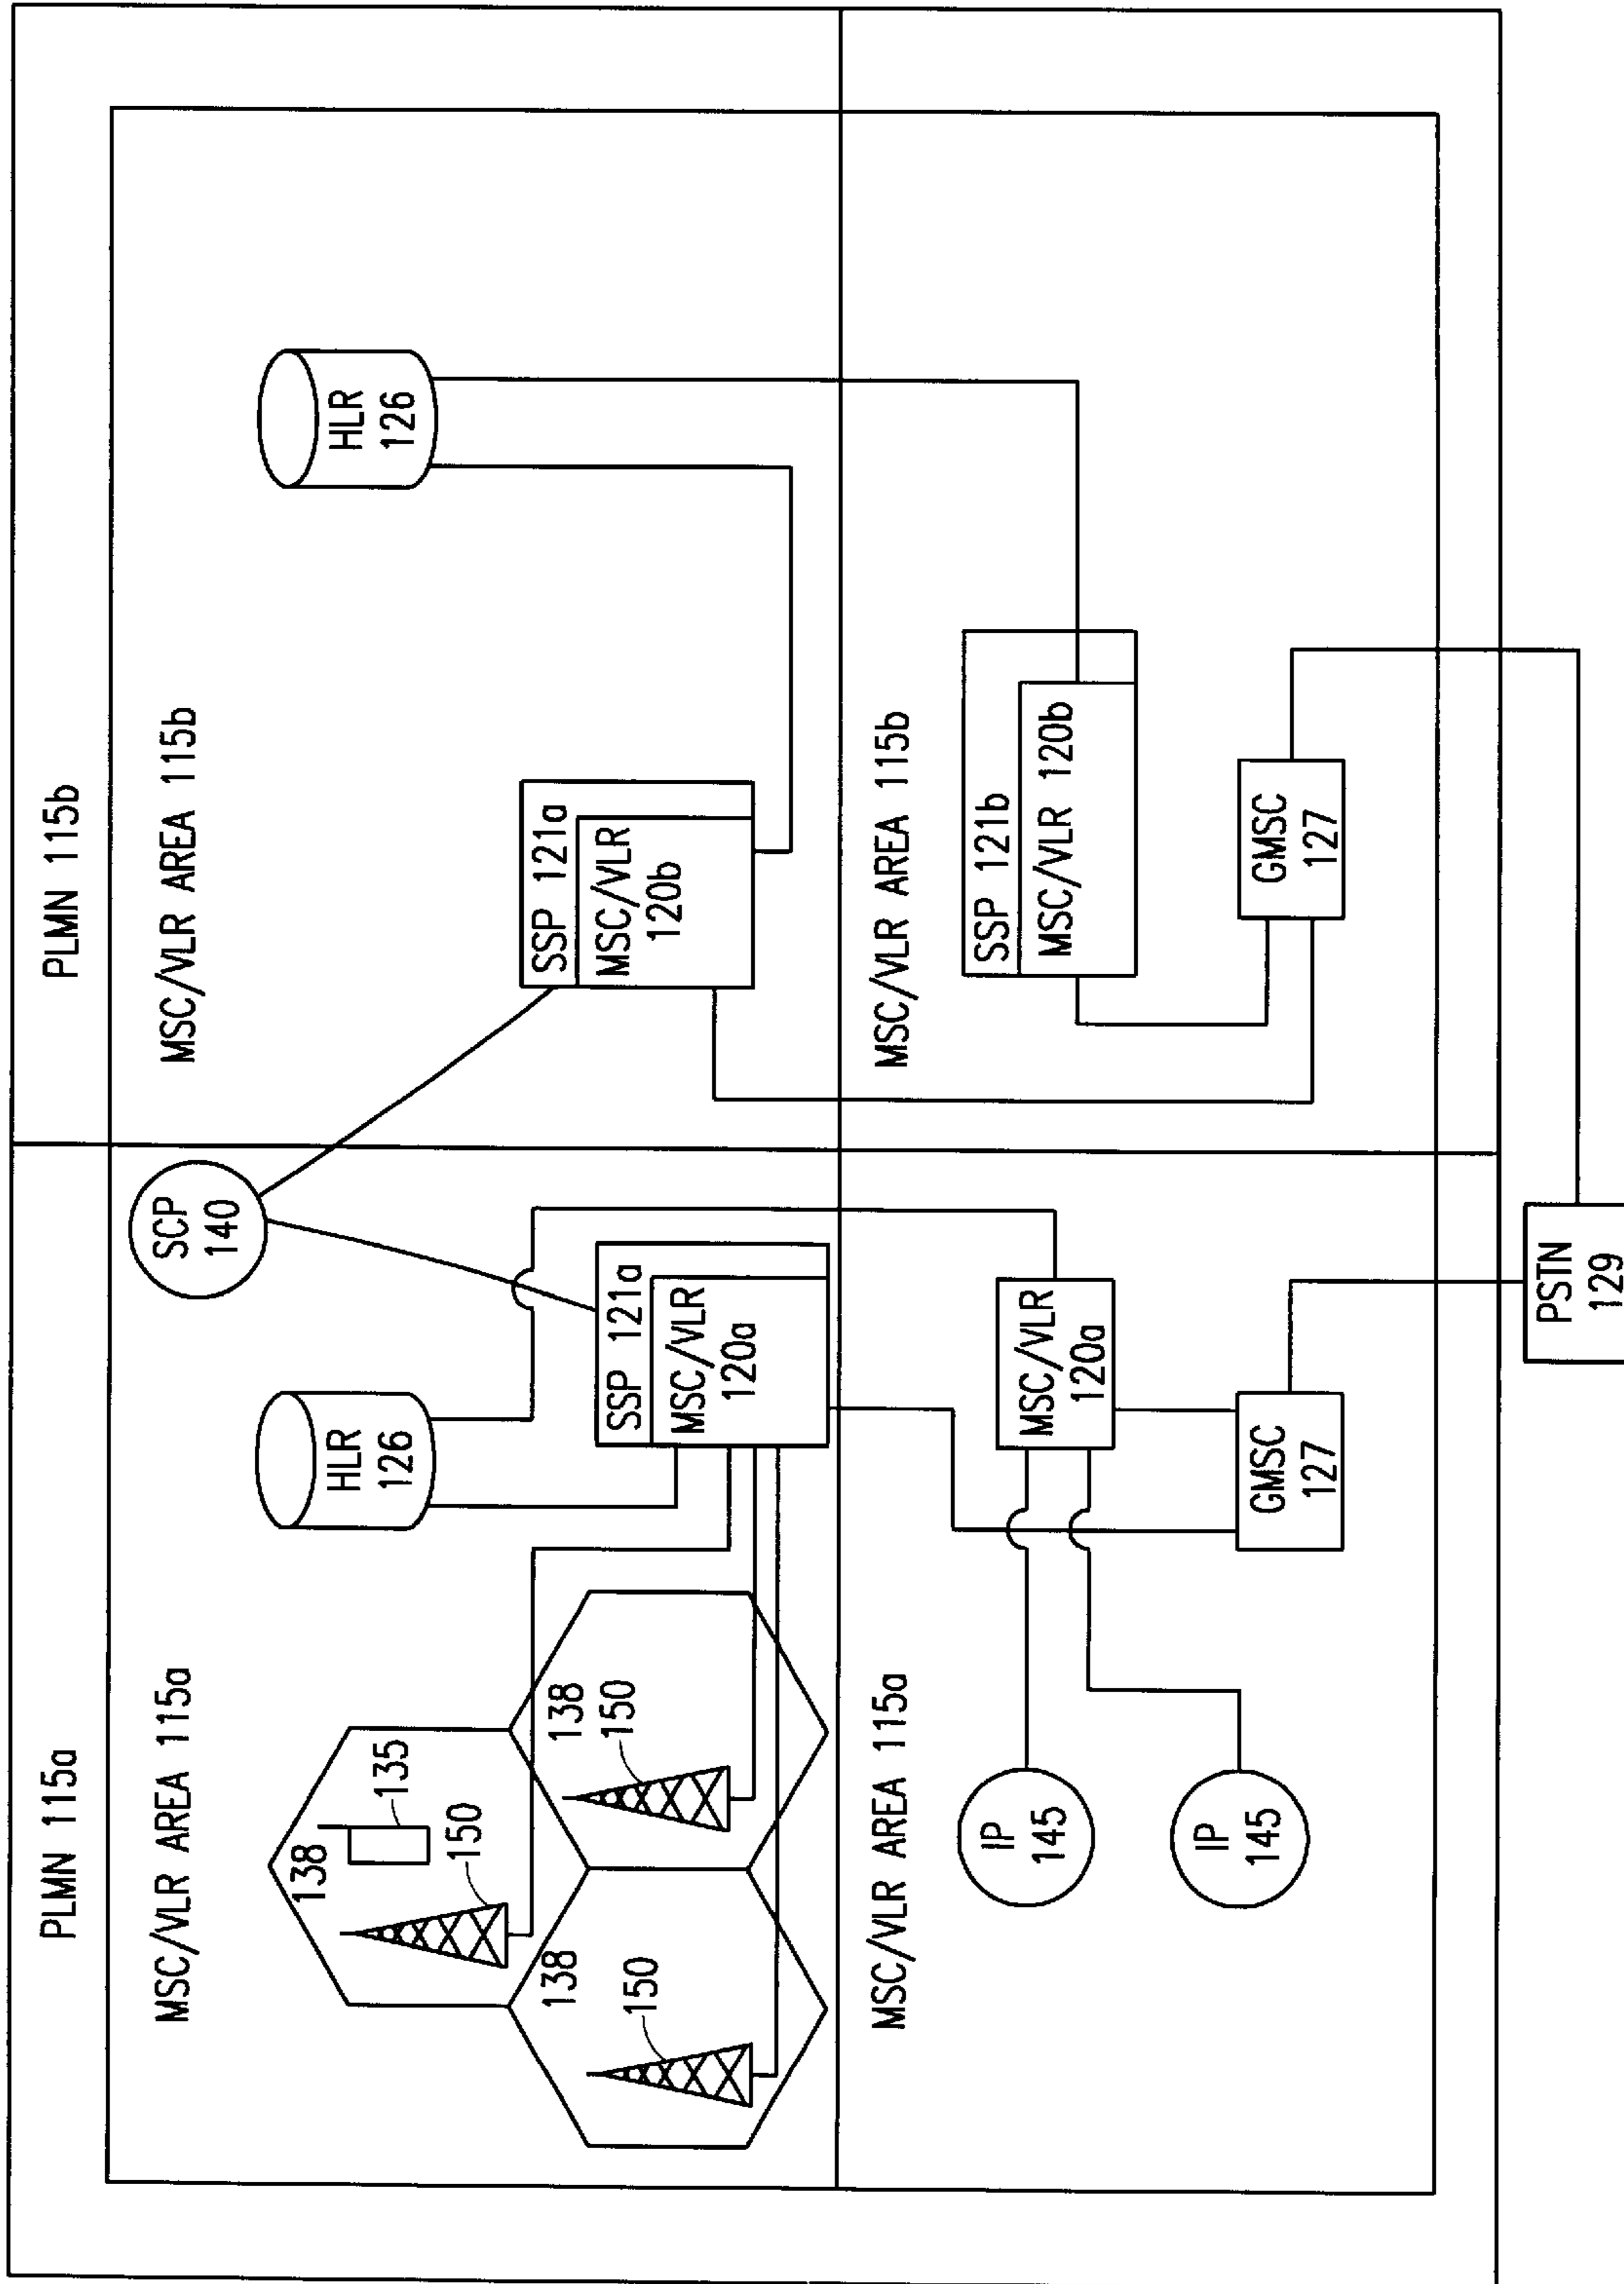 PLMN 115a
PLMN 115b
MSC/VLR AREA 115a
MSC/VLR AREA 115b
SCP
140
138
135
150
138
150
138
150
HLR
126
SSP 121a
MSC/VLR
120a
HLR
126
SSP 121a
MSC/VLR
120b
MSC/VLR AREA 115a
MSC/VLR AREA 115b
IP
145
IP
145
MSC/VLR
120a
GMSC
127
SSP 121b
MSC/VLR 120b
GMSC
127
PSTN
129